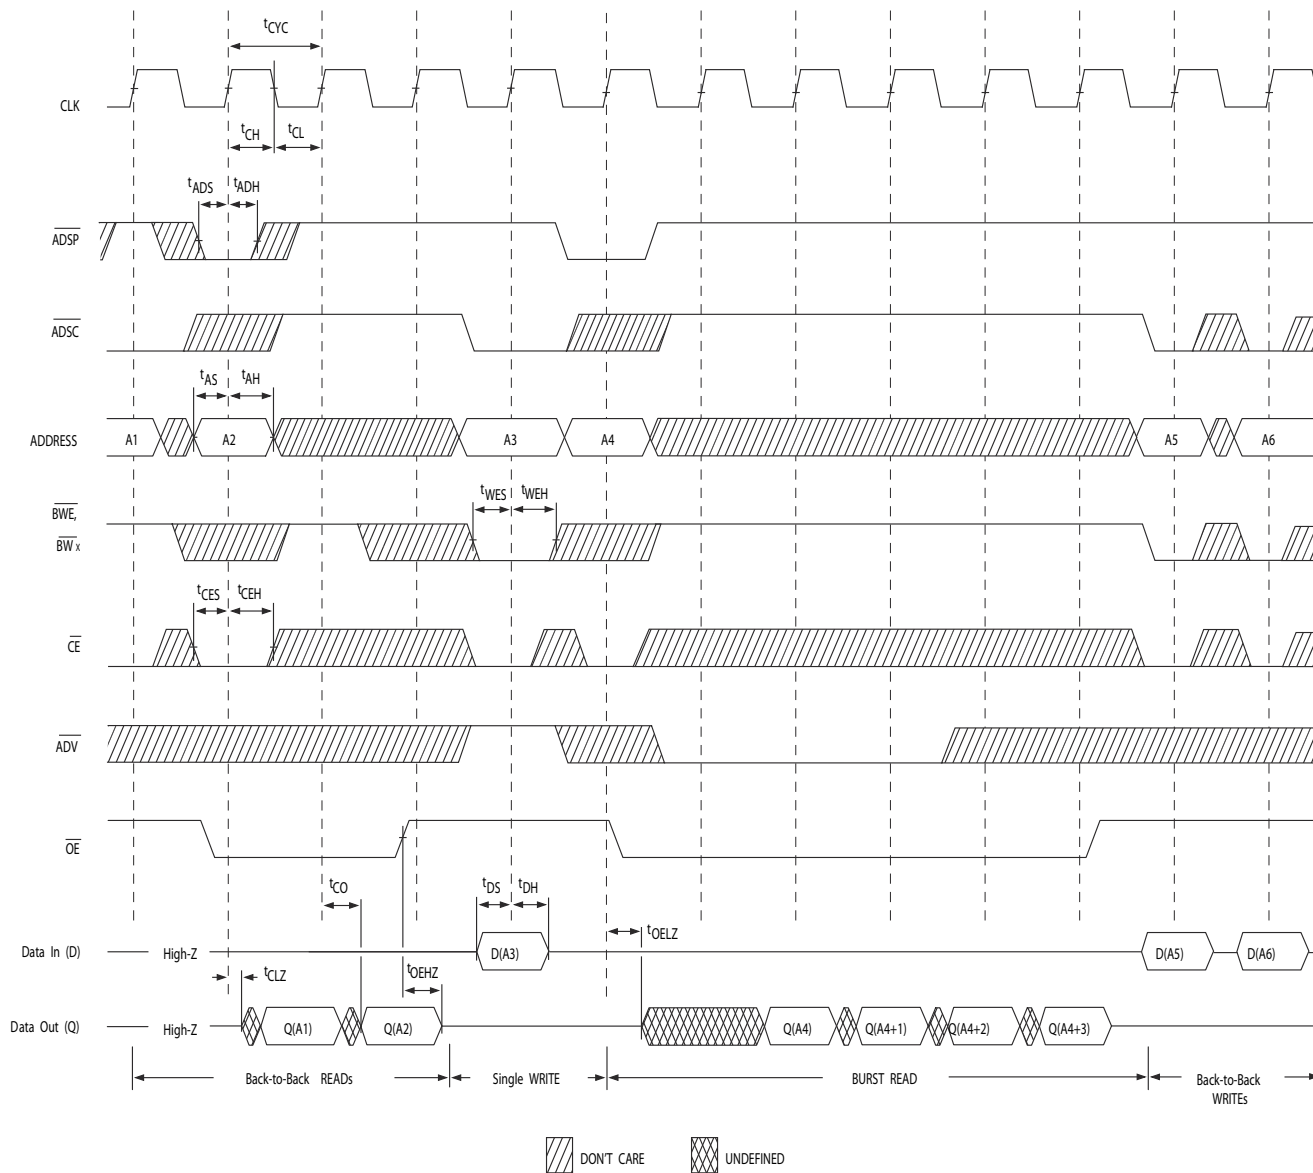 tCYC
CLK
tCH
tCL
tADS
tADH
ADSP
ADSC
tAS
tAH
ADDRESS
A1
A2
A3
A4
A5
A6
tWES
tWEH
BWE,
BW x
tCES
tCEH
CE
ADV
OE
tCO
tDS
tDH
tOELZ
Data In (D)
High-Z
D(A3)
D(A5)
D(A6)
tCLZ
tOEHZ
Data Out (Q)
High-Z
Q(A1)
Q(A2)
Q(A4)
Q(A4+1)
Q(A4+2)
Q(A4+3)
Back-to-Back READs
Single WRITE
BURST READ
Back-to-Back
WRITEs
DON'T CARE
UNDEFINED